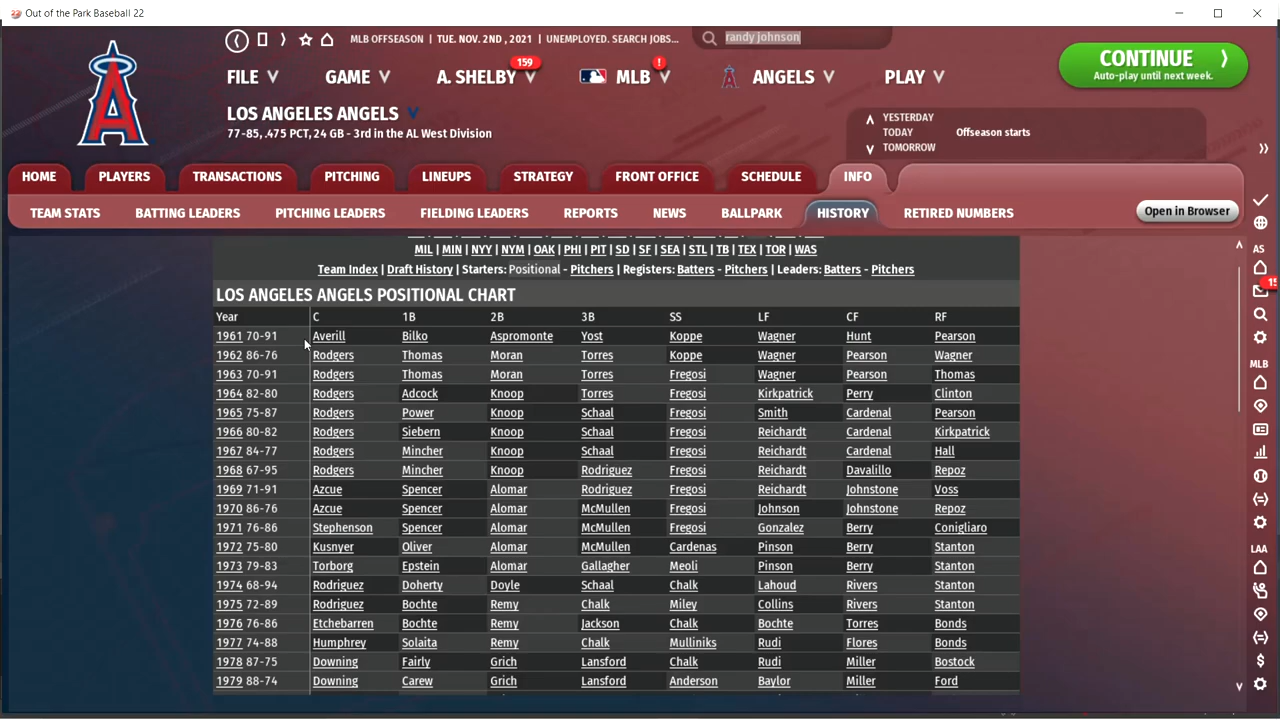 Out of the Park Baseball 22
MLB OFFSEASON | TUE. NOV. 2ND , 2021 | UNEMPLOYED. SEARCH JOBS...
randy johnson
FILE GAME A. SHELBY 159 MLB ! ANGELS PLAY
CONTINUE
Auto-play until next week.
LOS ANGELES ANGELS
77-85, .475 PCT, 24 GB - 3rd in the AL West Division
YESTERDAY
TODAY Offseason starts
TOMORROW
HOME PLAYERS TRANSACTIONS PITCHING LINEUPS STRATEGY FRONT OFFICE SCHEDULE INFO
TEAM STATS BATTING LEADERS PITCHING LEADERS FIELDING LEADERS REPORTS NEWS BALLPARK HISTORY RETIRED NUMBERS Open in Browser
MIL | MIN | NYY | NYM | OAK | PHI | PIT | SD | SF | SEA | STL | TB | TEX | TOR | WAS
Team Index | Draft History | Starters: Positional - Pitchers | Registers: Batters - Pitchers | Leaders: Batters - Pitchers
LOS ANGELES ANGELS POSITIONAL CHART
Year C 1B 2B 3B SS LF CF RF
1961 70-91 Averill Bilko Aspromonte Yost Koppe Wagner Hunt Pearson
1962 86-76 Rodgers Thomas Moran Torres Koppe Wagner Pearson Wagner
1963 70-91 Rodgers Thomas Moran Torres Fregosi Wagner Pearson Thomas
1964 82-80 Rodgers Adcock Knoop Torres Fregosi Kirkpatrick Perry Clinton
1965 75-87 Rodgers Power Knoop Schaal Fregosi Smith Cardenal Pearson
1966 80-82 Rodgers Siebern Knoop Schaal Fregosi Reichardt Cardenal Kirkpatrick
1967 84-77 Rodgers Mincher Knoop Schaal Fregosi Reichardt Cardenal Hall
1968 67-95 Rodgers Mincher Knoop Rodriguez Fregosi Reichardt Davalillo Repoz
1969 71-91 Azcue Spencer Alomar Rodriguez Fregosi Reichardt Johnstone Voss
1970 86-76 Azcue Spencer Alomar McMullen Fregosi Johnson Johnstone Repoz
1971 76-86 Stephenson Spencer Alomar McMullen Fregosi Gonzalez Berry Conigliaro
1972 75-80 Kusnyer Oliver Alomar McMullen Cardenas Pinson Berry Stanton
1973 79-83 Torborg Epstein Alomar Gallagher Meoli Pinson Berry Stanton
1974 68-94 Rodriguez Doherty Doyle Schaal Chalk Lahoud Rivers Stanton
1975 72-89 Rodriguez Bochte Remy Chalk Miley Collins Rivers Stanton
1976 76-86 Etchebarren Bochte Remy Jackson Chalk Bochte Torres Bonds
1977 74-88 Humphrey Solaita Remy Chalk Mulliniks Rudi Flores Bonds
1978 87-75 Downing Fairly Grich Lansford Chalk Rudi Miller Bostock
1979 88-74 Downing Carew Grich Lansford Anderson Baylor Miller Ford
AS
15
MLB
LAA